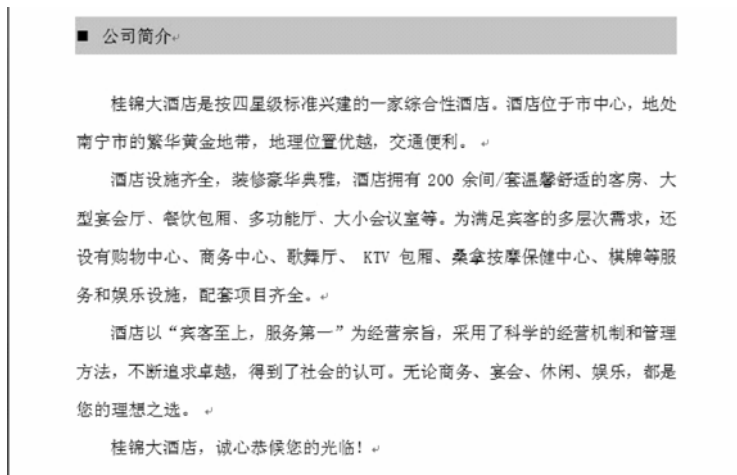 ■ 公司简介
桂锦大酒店是按四星级标准兴建的一家综合性酒店。酒店位于市中心，地处
南宁市的繁华黄金地带，地理位置优越，交通便利。
酒店设施齐全，装修豪华典雅，酒店拥有 200 余间/套温馨舒适的客房、大
型宴会厅、餐饮包厢、多功能厅、大小会议室等。为满足宾客的多层次需求，还
设有购物中心、商务中心、歌舞厅、 KTV 包厢、桑拿按摩保健中心、棋牌等服
务和娱乐设施，配套项目齐全。
酒店以“宾客至上，服务第一”为经营宗旨，采用了科学的经营机制和管理
方法，不断追求卓越，得到了社会的认可。无论商务、宴会、休闲、娱乐，都是
您的理想之选。
桂锦大酒店，诚心恭候您的光临！